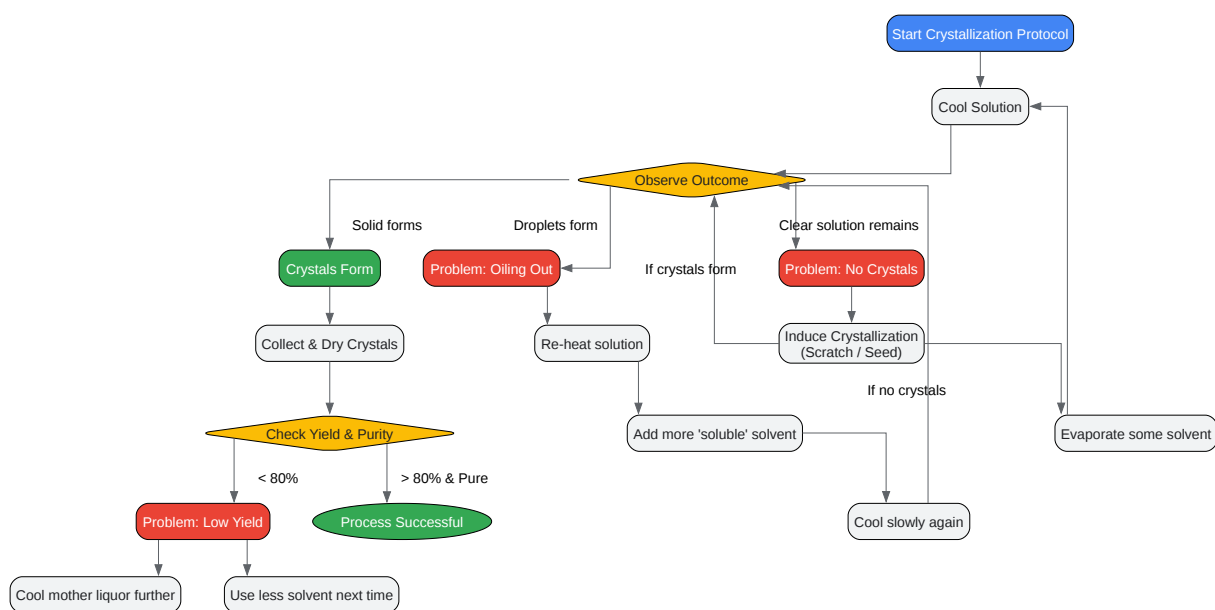 Start Crystallization Protocol
Cool Solution
Observe Outcome
Solid forms
Droplets form
Clear solution remains
Crystals Form
Problem: Oiling Out
If crystals form
Problem: No Crystals
Collect & Dry Crystals
Re-heat solution
Induce Crystallization
(Scratch / Seed)
If no crystals
Check Yield & Purity
Add more 'soluble' solvent
Evaporate some solvent
< 80%
> 80% & Pure
Problem: Low Yield
Process Successful
Cool slowly again
Cool mother liquor further
Use less solvent next time